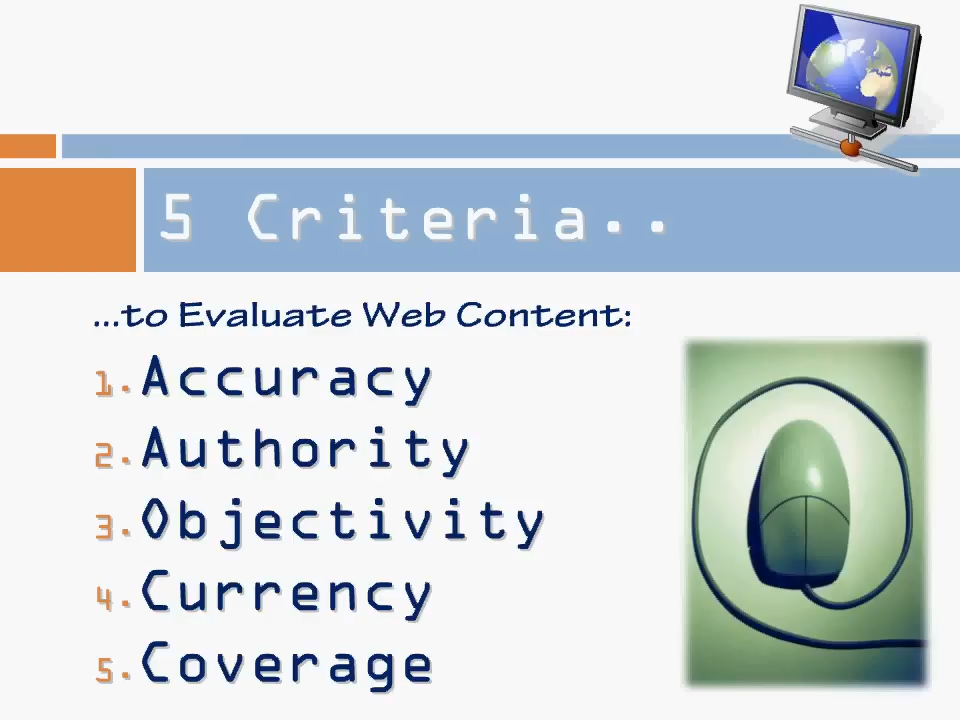 5 Criteria..
...to Evaluate Web Content:
1. Accuracy
2. Authority
3. Objectivity
4. Currency
5. Coverage